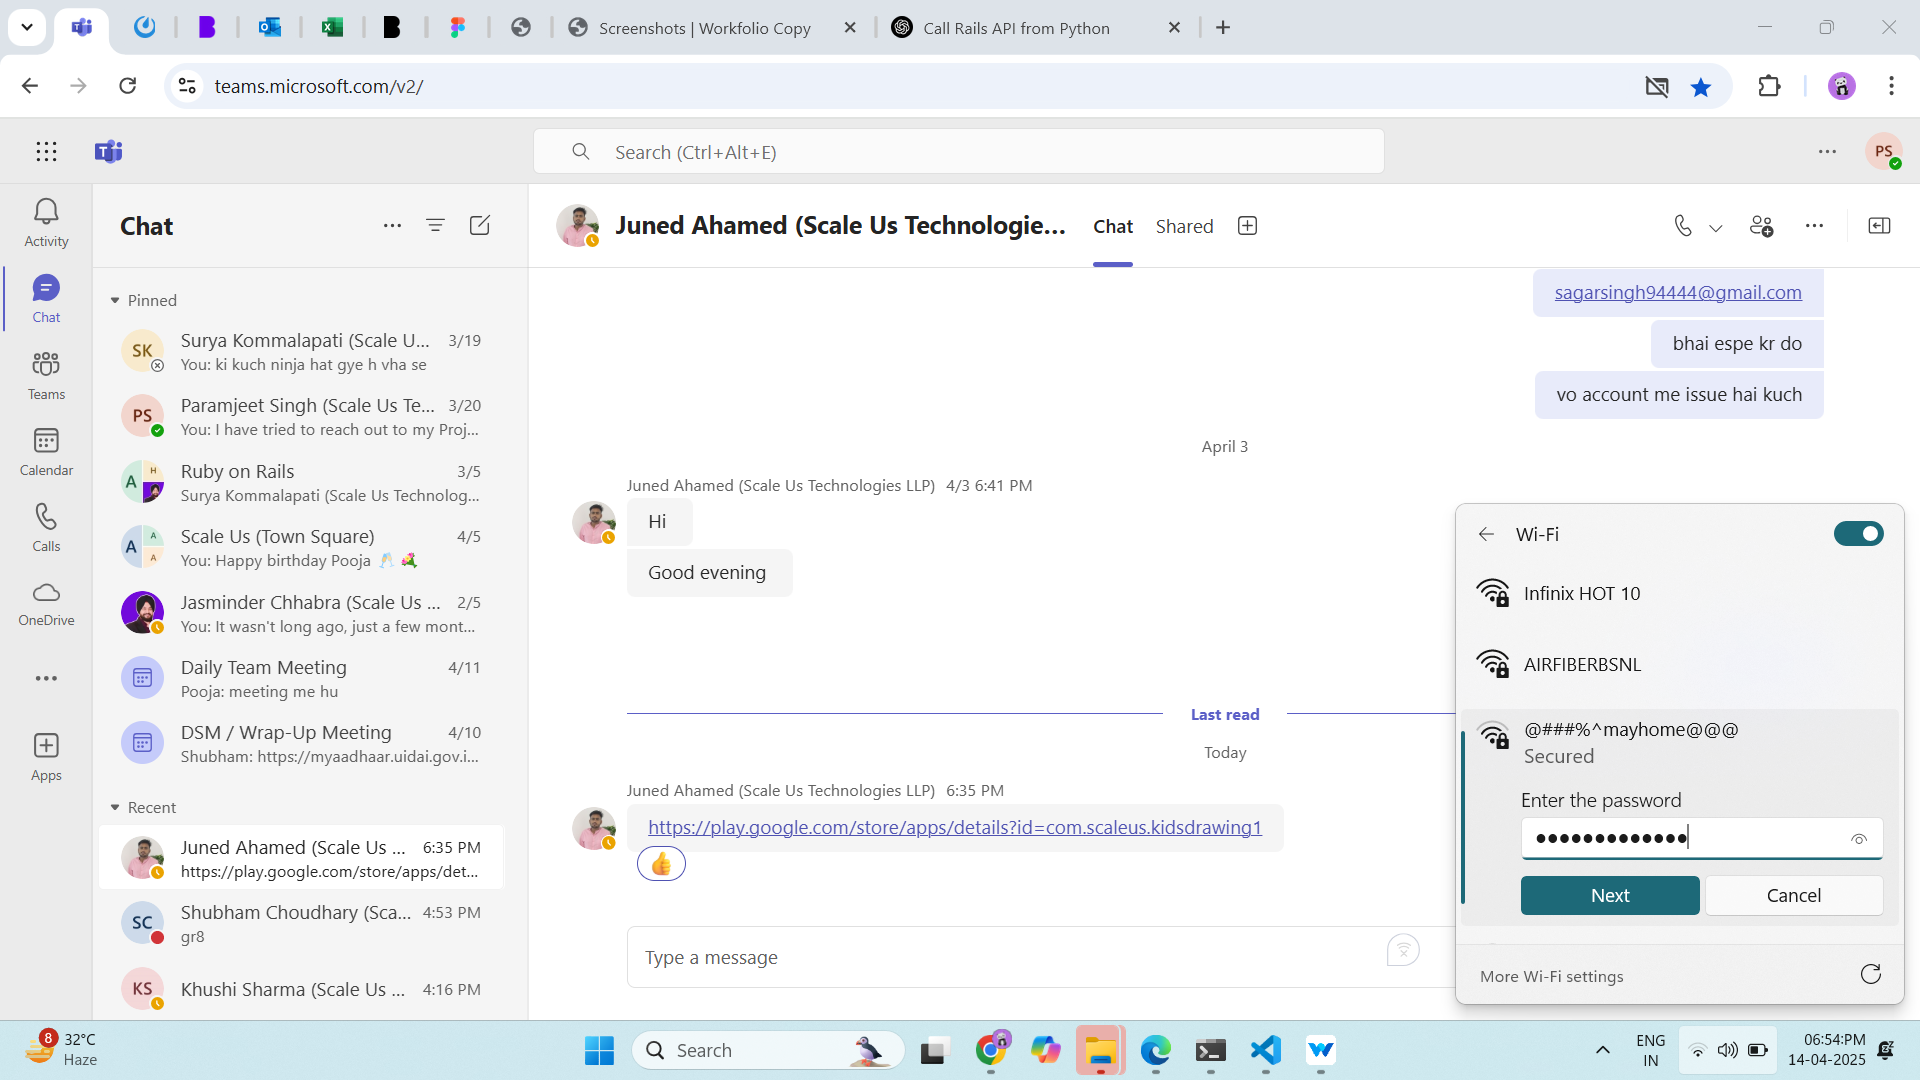 Screenshots | Workfolio Copy
Call Rails API from Python
teams.microsoft.com/v2/
Search (Ctrl+Alt+E)
PS
Activity
Chat
Teams
Calendar
Calls
OneDrive
Apps
Chat
Pinned
SK
Surya Kommalapati (Scale U... 3/19
You: ki kuch ninja hat gye h vha se
PS
Paramjeet Singh (Scale Us Te... 3/20
You: I have tried to reach out to my Proj...
A H
Ruby on Rails 3/5
Surya Kommalapati (Scale Us Technolog...
A A A
Scale Us (Town Square) 4/5
You: Happy birthday Pooja 🥂 💐
Jasminder Chhabra (Scale Us ... 2/5
You: It wasn't long ago, just a few mont...
Daily Team Meeting 4/11
Pooja: meeting me hu
DSM / Wrap-Up Meeting 4/10
Shubham: https://myaadhaar.uidai.gov.i...
Recent
Juned Ahamed (Scale Us ... 6:35 PM
https://play.google.com/store/apps/det...
SC
Shubham Choudhary (Sca... 4:53 PM
gr8
KS
Khushi Sharma (Scale Us ... 4:16 PM
Juned Ahamed (Scale Us Technologie...
Chat
Shared
sagarsingh94444@gmail.com
bhai espe kr do
vo account me issue hai kuch
April 3
Juned Ahamed (Scale Us Technologies LLP) 4/3 6:41 PM
Hi
Good evening
Last read
Today
Juned Ahamed (Scale Us Technologies LLP) 6:35 PM
https://play.google.com/store/apps/details?id=com.scaleus.kidsdrawing1
Type a message
Wi-Fi
Infinix HOT 10
AIRFIBERBSNL
@###%^mayhome@@@
Secured
Enter the password
●●●●●●●●●●●●●
Next
Cancel
More Wi-Fi settings
8
32°C
Haze
Search
ENG
IN
06:54:PM
14-04-2025